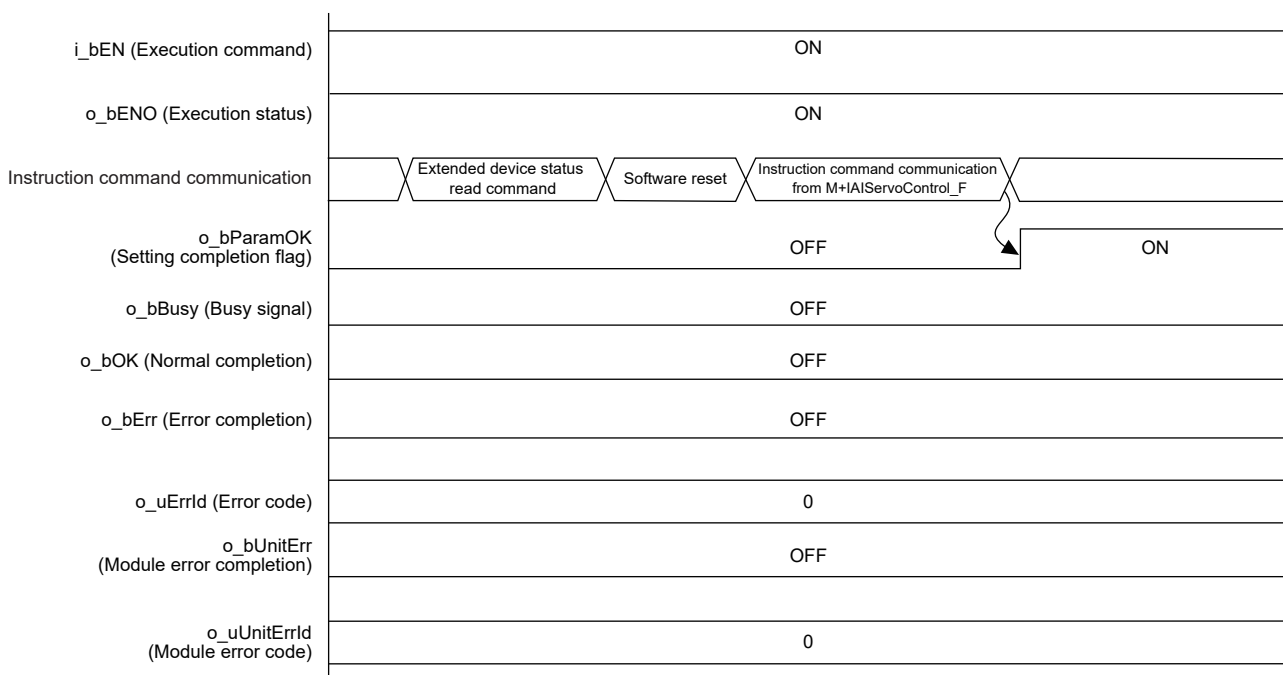 i_bEN (Execution command)
ON
o_bENO (Execution status)
ON
Instruction command communication
Extended device status
read command
Software reset
Instruction command communication
from M+IAIServoControl_F
o_bParamOK
(Setting completion flag)
OFF
ON
o_bBusy (Busy signal)
OFF
o_bOK (Normal completion)
OFF
o_bErr (Error completion)
OFF
o_uErrId (Error code)
0
o_bUnitErr
(Module error completion)
OFF
o_uUnitErrId
(Module error code)
0